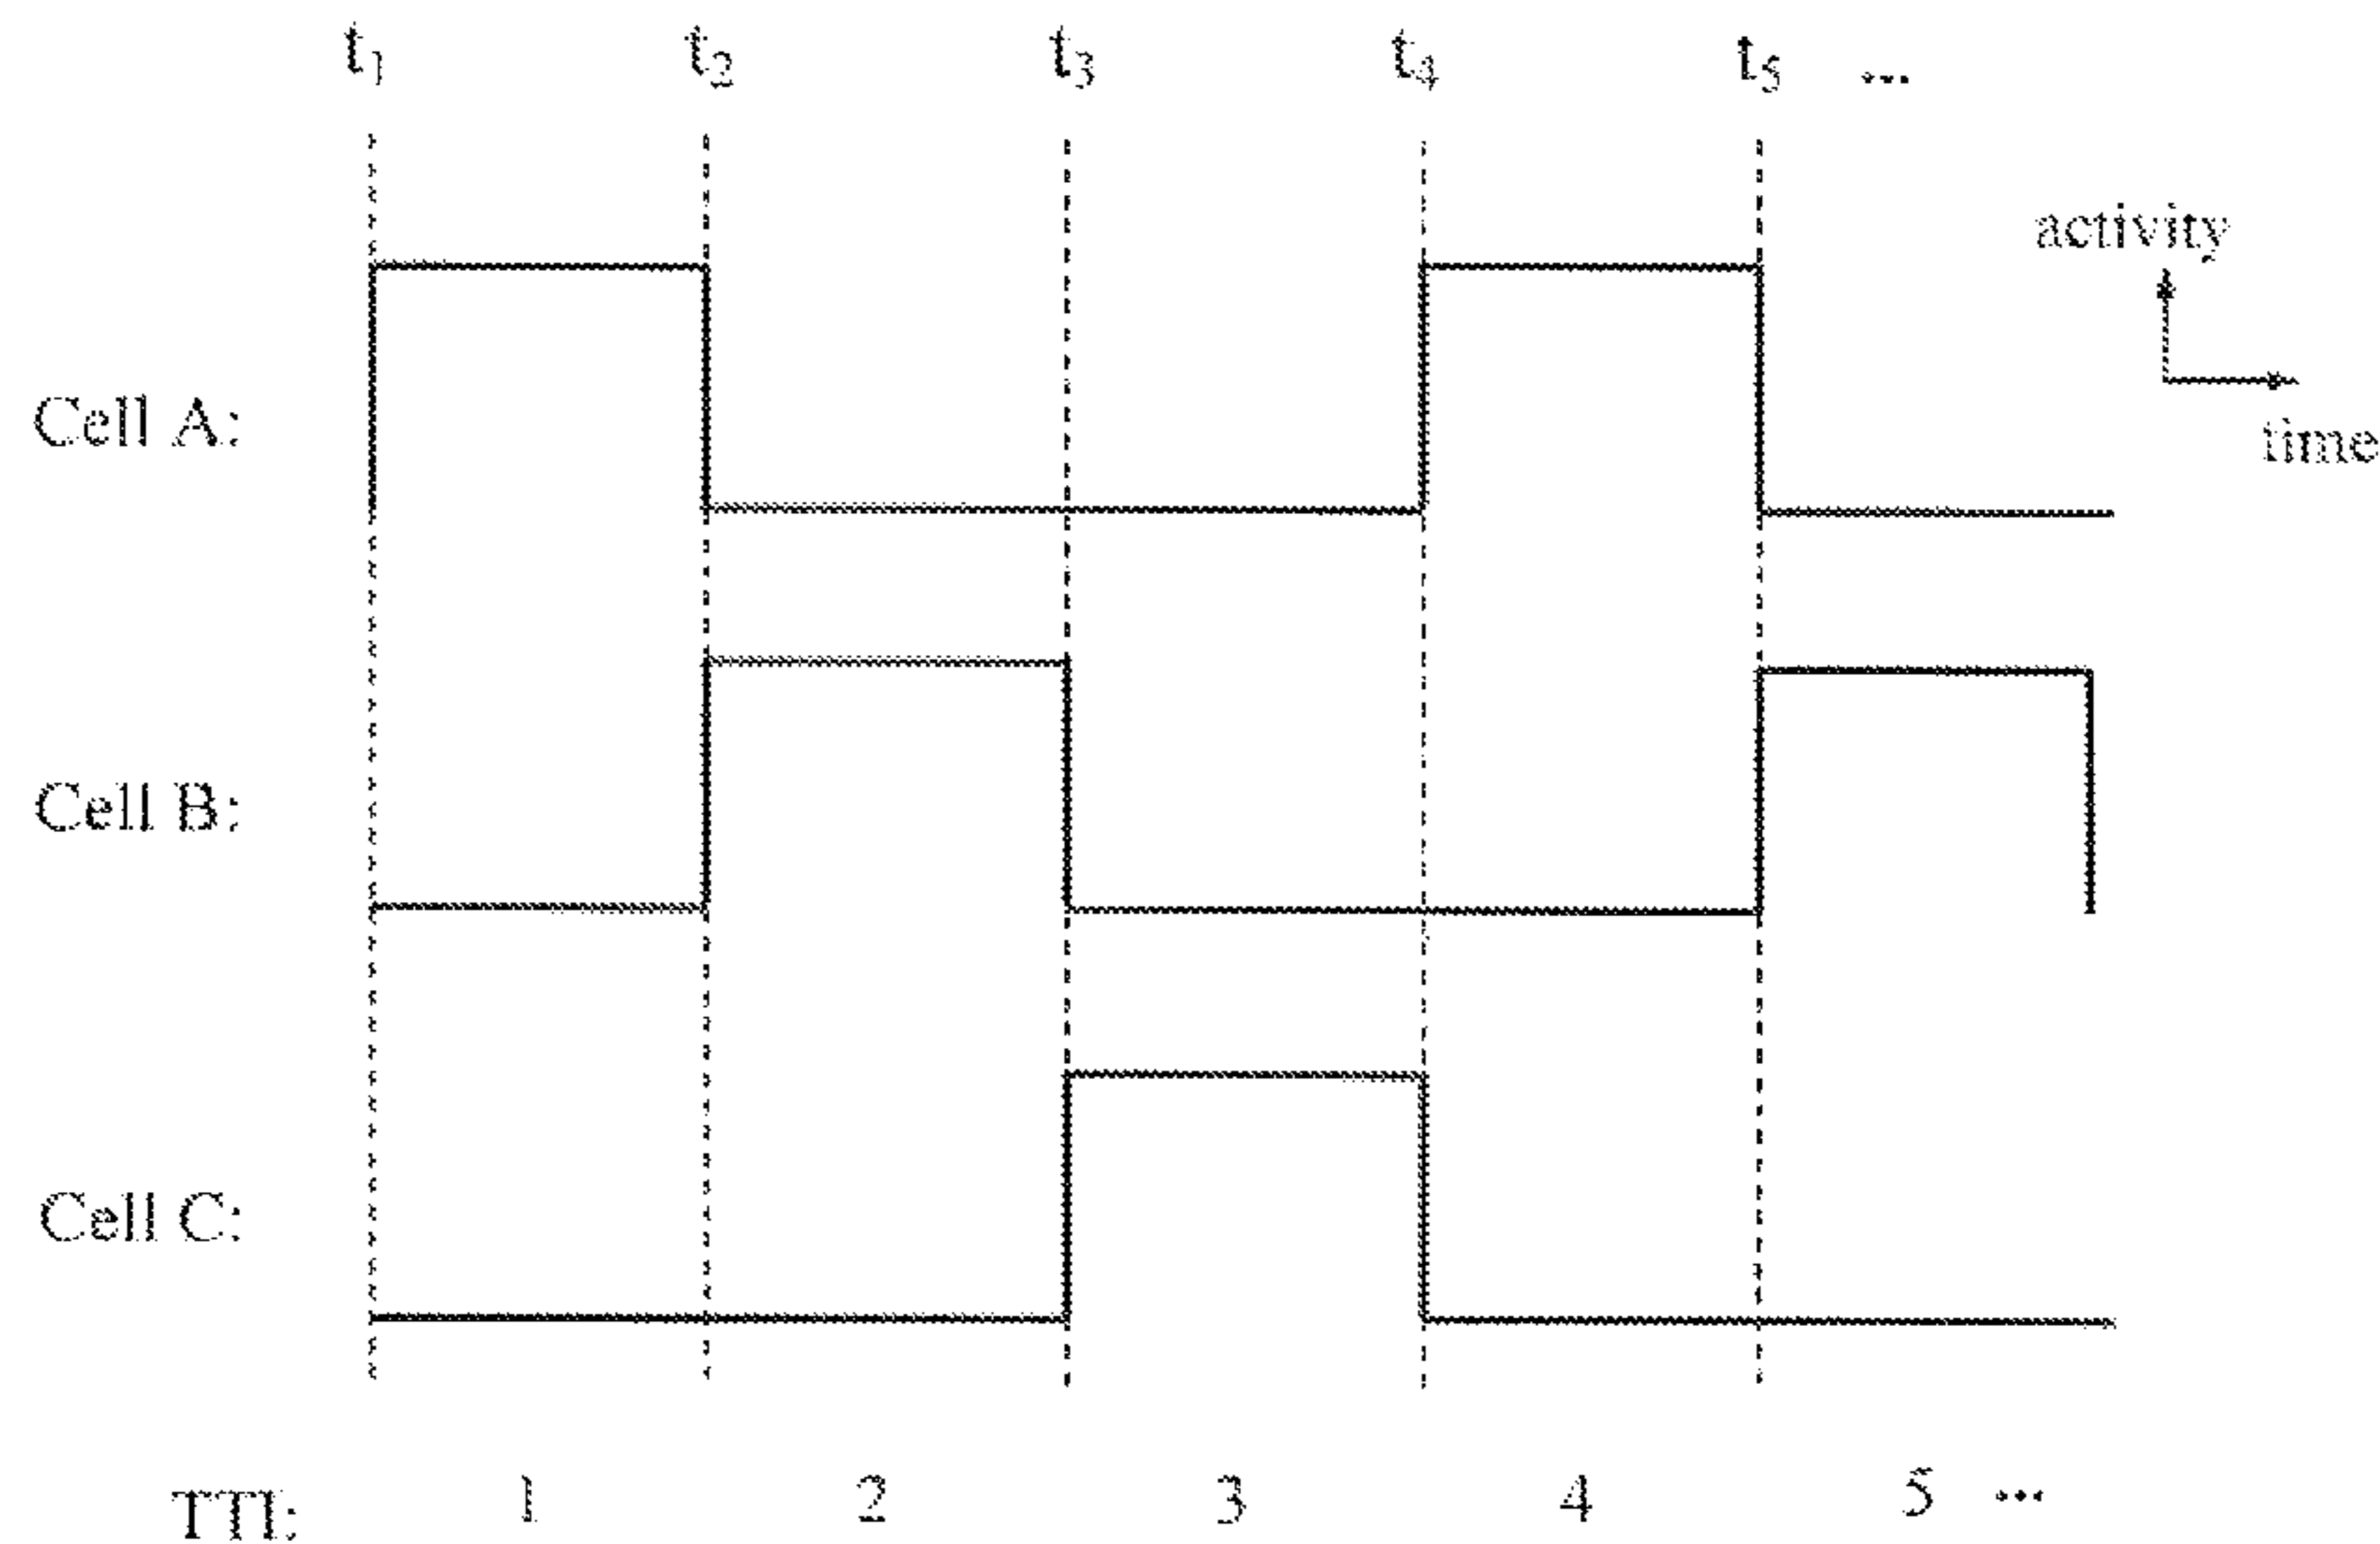 t1 t2 t3 t4 t5 ...
activity
time
Cell A:
Cell B:
Cell C:
TTI: 1 2 3 4 5 ...